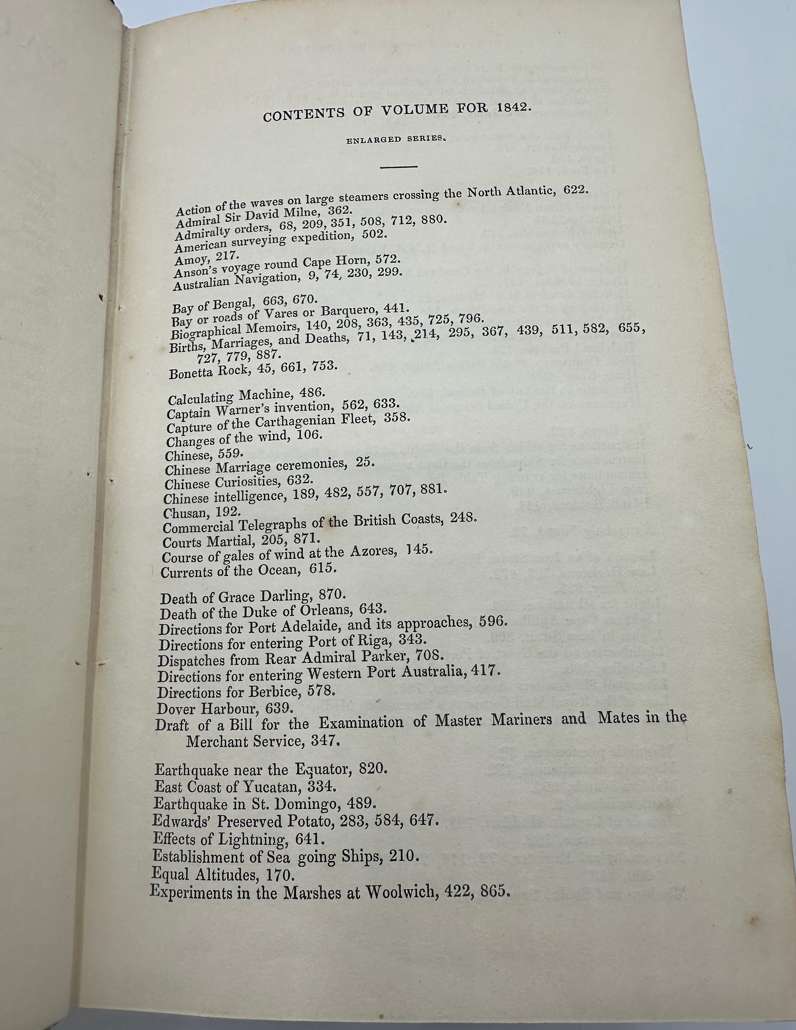 CONTENTS OF VOLUME FOR 1842.
ENLARGED SERIES.
Action of the waves on large steamers crossing the North Atlantic, 622.
Admiral Sir David Milne, 362.
Admiralty orders, 68, 209, 351, 508, 712, 880.
American surveying expedition, 502.
Amoy, 217.
Anson's voyage round Cape Horn, 572.
Australian Navigation, 9, 74, 230, 299.
Bay of Bengal, 663, 670.
Bay or roads of Vares or Barquero, 441.
Biographical Memoirs, 140, 208, 363, 435, 725, 796.
Births, Marriages, and Deaths, 71, 143, 214, 295, 367, 439, 511, 582, 655,
727, 779, 887.
Bonetta Rock, 45, 661, 753.
Calculating Machine, 486.
Captain Warner's invention, 562, 633.
Capture of the Carthagenian Fleet, 358.
Changes of the wind, 106.
Chinese, 559.
Chinese Marriage ceremonies, 25.
Chinese Curiosities, 632.
Chinese intelligence, 189, 482, 557, 707, 881.
Chusan, 192.
Commercial Telegraphs of the British Coasts, 248.
Courts Martial, 205, 871.
Course of gales of wind at the Azores, 145.
Currents of the Ocean, 615.
Death of Grace Darling, 870.
Death of the Duke of Orleans, 643.
Directions for Port Adelaide, and its approaches, 596.
Directions for entering Port of Riga, 343.
Dispatches from Rear Admiral Parker, 708.
Directions for entering Western Port Australia, 417.
Directions for Berbice, 578.
Dover Harbour, 639.
Draft of a Bill for the Examination of Master Mariners and Mates in the
Merchant Service, 347.
Earthquake near the Equator, 820.
East Coast of Yucatan, 334.
Earthquake in St. Domingo, 489.
Edwards' Preserved Potato, 283, 584, 647.
Effects of Lightning, 641.
Establishment of Sea going Ships, 210.
Equal Altitudes, 170.
Experiments in the Marshes at Woolwich, 422, 865.